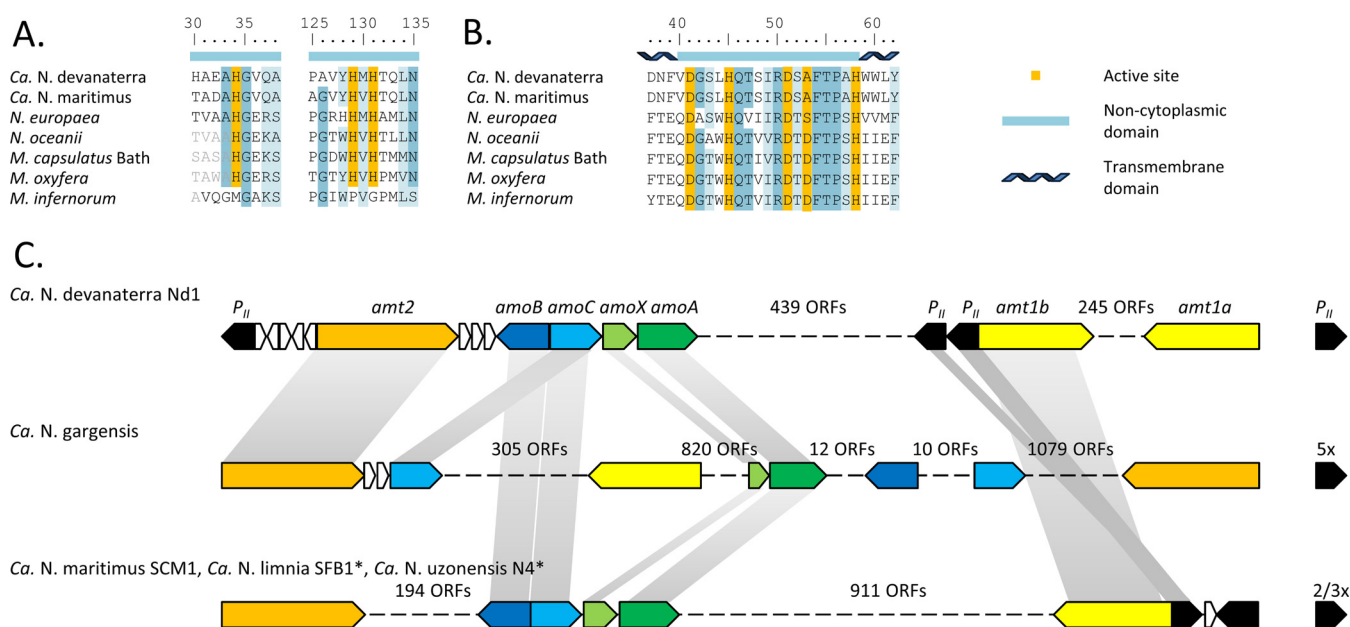 A.
30 35 125 130 135
Ca. N. devanaterra HAEAHGVQA PAVYHMHTQLN
Ca. N. maritimus TADAHGVQA AGVYHVHTQLN
N. europaea TVAAHGERS PGRHHMHAMLN
N. oceanii TVAAHGEKA PGTWHVHTLLN
M. capsulatus Bath SASAHGEKS PGDWHVHTMMN
M. oxyfera TAWAHGERS TGTYHVHPMVN
M. infernorum AVQGMGAKS PGIWPVGPMLS
B.
40 50 60
Ca. N. devanaterra DNFVDGSLHQTSIRDSAFTPAHWWLY
Ca. N. maritimus DNFVDGSLHQTSIRDSAFTPAHWWLY
N. europaea FTEQDASWHQVIIRDTDFTPSHVVMF
N. oceanii FTEQDGAWHQTVVRDTDFTPSHIIEF
M. capsulatus Bath FTEQDGTWHQTIVRDTDFTPSHIIEF
M. oxyfera FTEQDGTWHQTVIRDTDFTPSHIIEF
M. infernorum YTEQDGTWHQTVIRDTDFTPSHIIEF
Active site
Non-cytoplasmic
domain
Transmembrane
domain
C.
Ca. N. devanaterra Nd1
PII amt2 amoB amoC amoX amoA 439 ORFs PII PII amt1b 245 ORFs amt1a PII
Ca. N. gargensis
305 ORFs 820 ORFs 12 ORFs 10 ORFs 1079 ORFs 5x
Ca. N. maritimus SCM1, Ca. N. limnia SFB1*, Ca. N. uzonensis N4*
194 ORFs 911 ORFs 2/3x